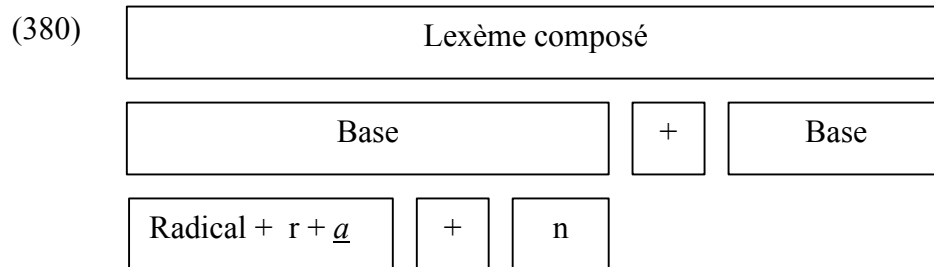 (380) Lexème composé
Base + Base
Radical + r + a + n